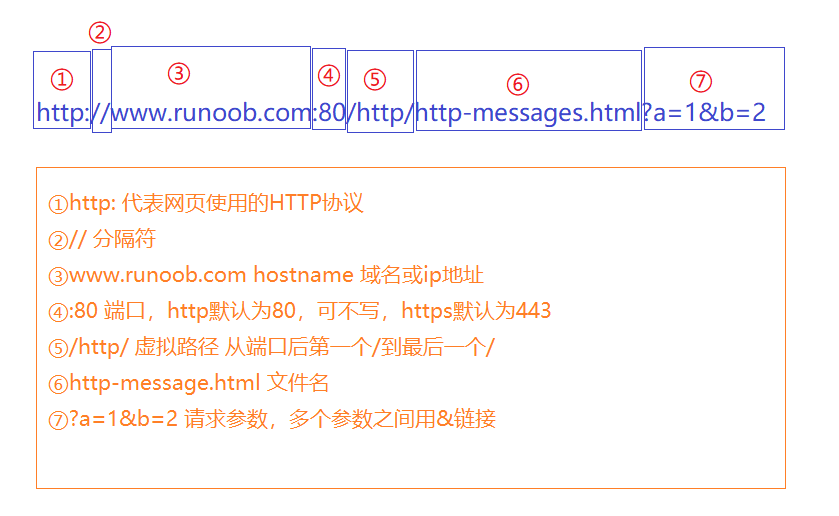 ②
① ③ ④ ⑤ ⑥ ⑦
http://www.runoob.com:80/http/http-messages.html?a=1&b=2
①http: 代表网页使用的HTTP协议
②// 分隔符
③www.runoob.com hostname 域名或ip地址
④:80 端口，http默认为80，可不写，https默认为443
⑤/http/ 虚拟路径 从端口后第一个/到最后一个/
⑥http-message.html 文件名
⑦?a=1&b=2 请求参数，多个参数之间用&链接